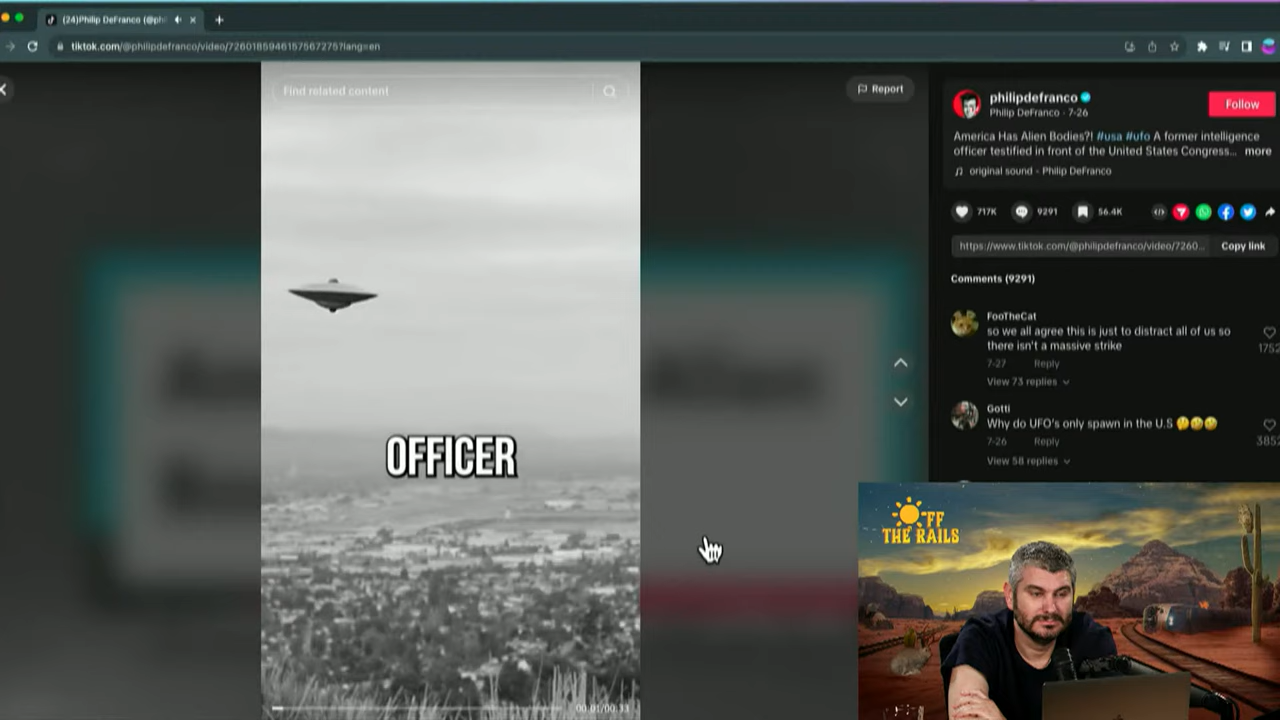 (24)Philip DeFranco (@phi
tiktok.com/@philipdefranco/video/7260185946157567275?lang=en
Find related content
Report
OFFICER
00:01/00:33
philipdefranco
Philip DeFranco · 7-26
Follow
America Has Alien Bodies?! #usa #ufo A former intelligence
officer testified in front of the United States Congress... more
original sound - Philip DeFranco
717K
9291
56.4K
https://www.tiktok.com/@philipdefranco/video/7260...
Copy link
Comments (9291)
FooTheCat
so we all agree this is just to distract all of us so
there isn't a massive strike
1752
7-27 Reply
View 73 replies
Gotti
Why do UFO's only spawn in the U.S 🤔🤣🤣
3852
7-26 Reply
View 58 replies
OFF
THE RAILS